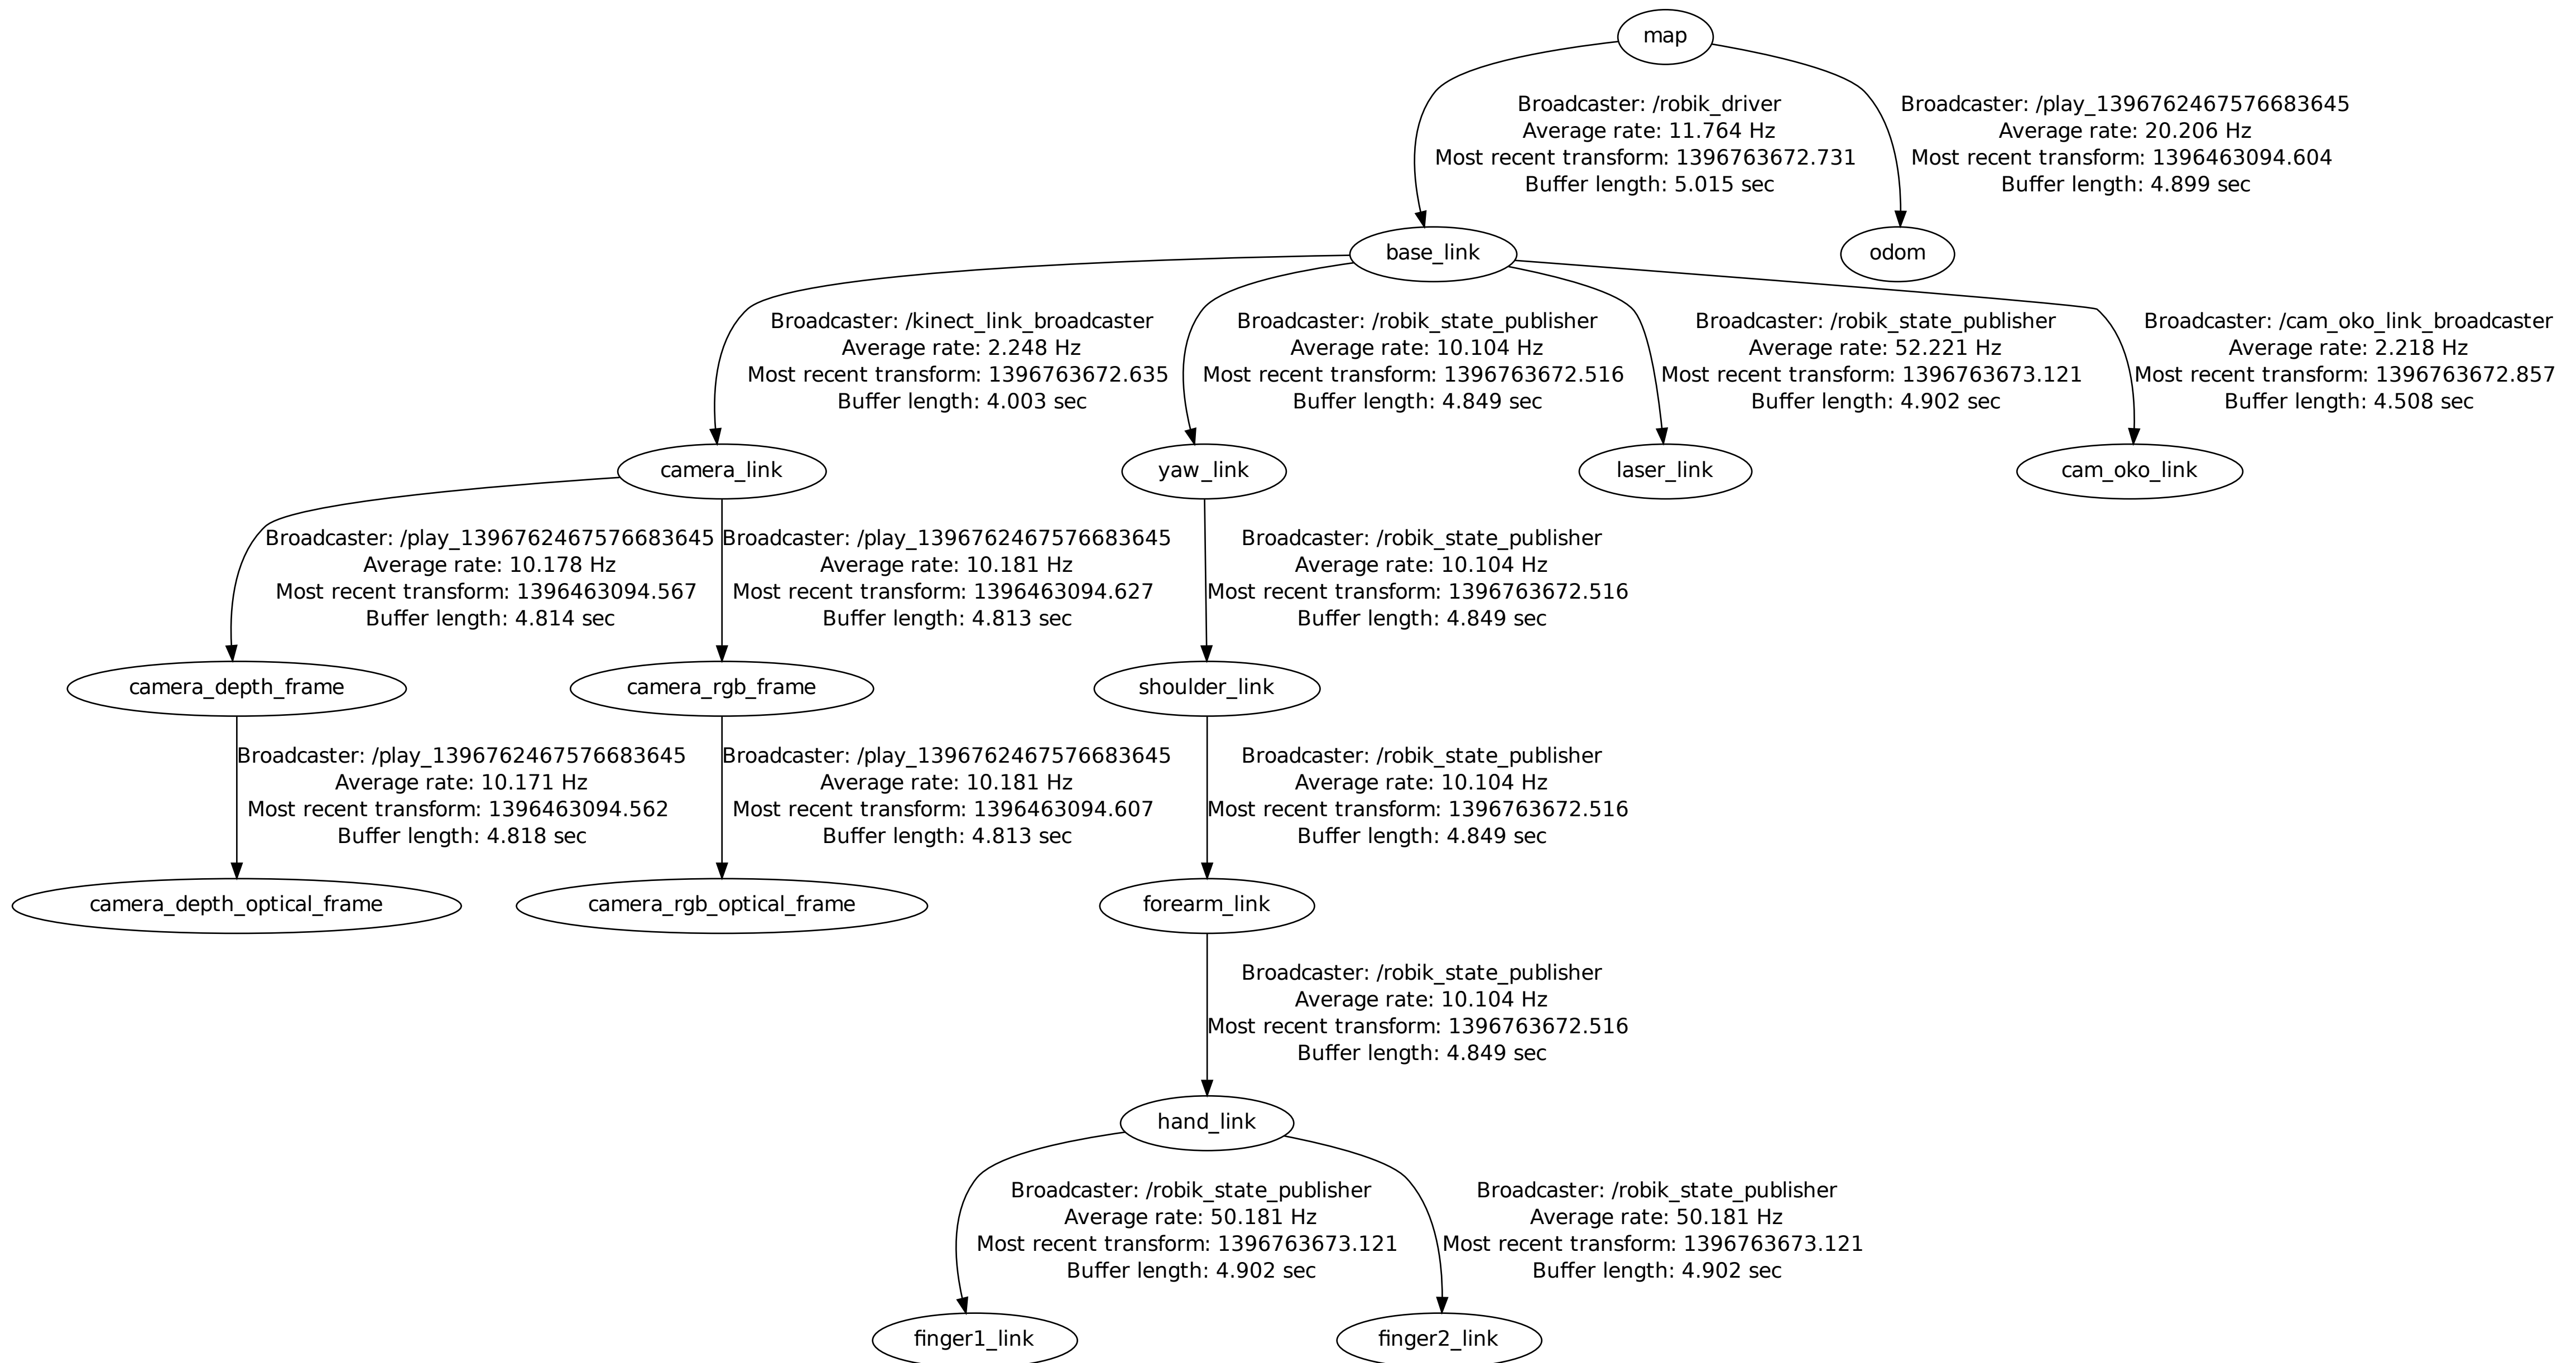 map
Broadcaster: /robik_driver
Average rate: 11.764 Hz
Most recent transform: 1396763672.731
Buffer length: 5.015 sec
Broadcaster: /play_1396762467576683645
Average rate: 20.206 Hz
Most recent transform: 1396463094.604
Buffer length: 4.899 sec
base_link
odom
Broadcaster: /kinect_link_broadcaster
Average rate: 2.248 Hz
Most recent transform: 1396763672.635
Buffer length: 4.003 sec
Broadcaster: /robik_state_publisher
Average rate: 10.104 Hz
Most recent transform: 1396763672.516
Buffer length: 4.849 sec
Broadcaster: /robik_state_publisher
Average rate: 52.221 Hz
Most recent transform: 1396763673.121
Buffer length: 4.902 sec
Broadcaster: /cam_oko_link_broadcaster
Average rate: 2.218 Hz
Most recent transform: 1396763672.857
Buffer length: 4.508 sec
camera_link
yaw_link
laser_link
cam_oko_link
Broadcaster: /play_1396762467576683645
Average rate: 10.178 Hz
Most recent transform: 1396463094.567
Buffer length: 4.814 sec
Broadcaster: /play_1396762467576683645
Average rate: 10.181 Hz
Most recent transform: 1396463094.627
Buffer length: 4.813 sec
Broadcaster: /robik_state_publisher
Average rate: 10.104 Hz
Most recent transform: 1396763672.516
Buffer length: 4.849 sec
camera_depth_frame
camera_rgb_frame
shoulder_link
Broadcaster: /play_1396762467576683645
Average rate: 10.171 Hz
Most recent transform: 1396463094.562
Buffer length: 4.818 sec
Broadcaster: /play_1396762467576683645
Average rate: 10.181 Hz
Most recent transform: 1396463094.607
Buffer length: 4.813 sec
Broadcaster: /robik_state_publisher
Average rate: 10.104 Hz
Most recent transform: 1396763672.516
Buffer length: 4.849 sec
camera_depth_optical_frame
camera_rgb_optical_frame
forearm_link
Broadcaster: /robik_state_publisher
Average rate: 10.104 Hz
Most recent transform: 1396763672.516
Buffer length: 4.849 sec
hand_link
Broadcaster: /robik_state_publisher
Average rate: 50.181 Hz
Most recent transform: 1396763673.121
Buffer length: 4.902 sec
Broadcaster: /robik_state_publisher
Average rate: 50.181 Hz
Most recent transform: 1396763673.121
Buffer length: 4.902 sec
finger1_link
finger2_link